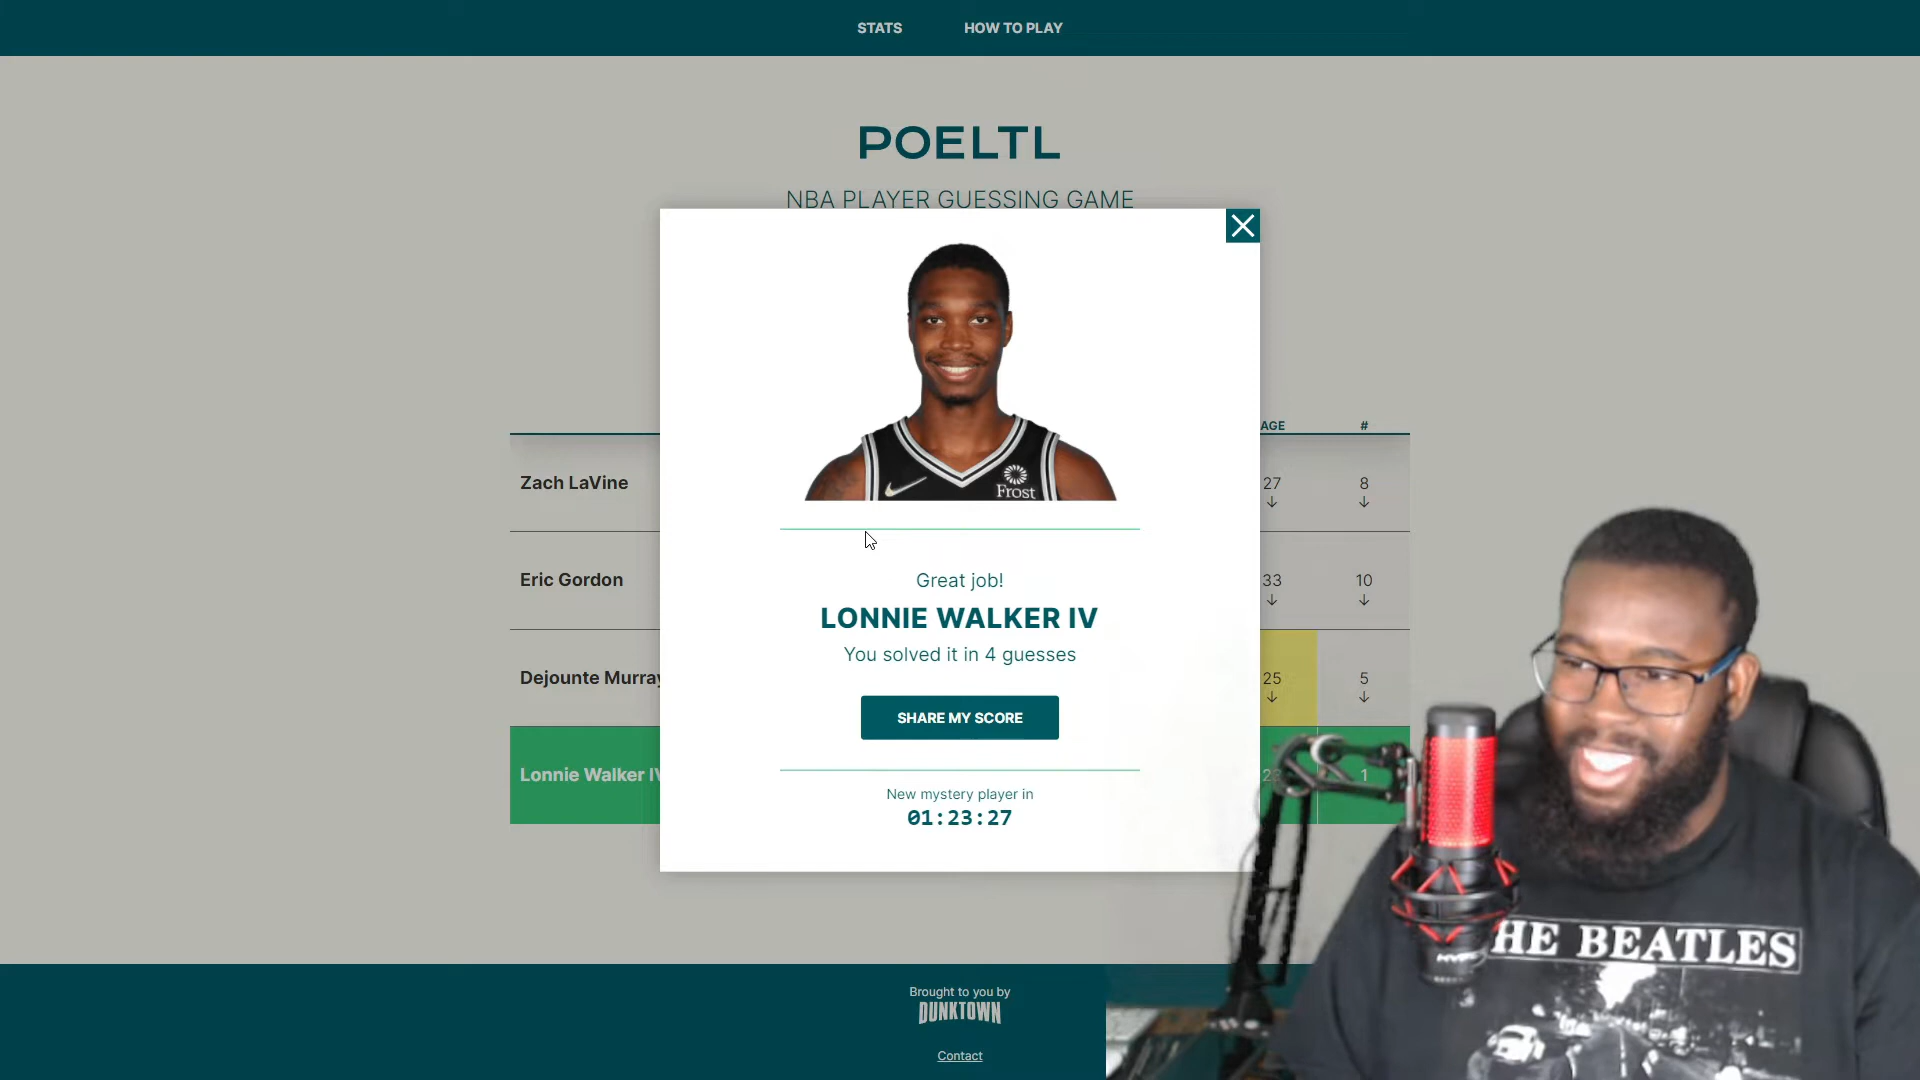 STATS
HOW TO PLAY
POELTL
NBA PLAYER GUESSING GAME
AGE
#
Zach LaVine
27
8
Eric Gordon
33
10
Dejounte Murray
25
5
Lonnie Walker IV
1
Frost
Great job!
LONNIE WALKER IV
You solved it in 4 guesses
SHARE MY SCORE
New mystery player in
01:23:27
Brought to you by
DUNKTOWN
Contact
HE BEATLES